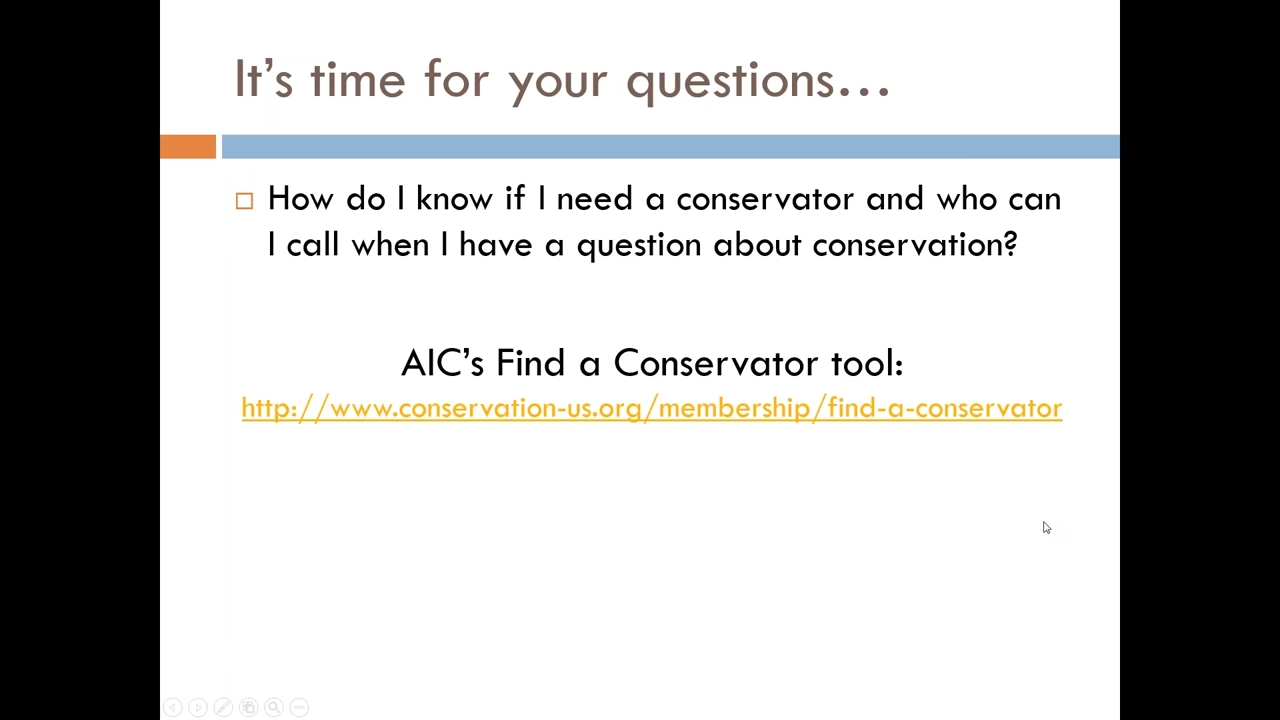 It’s time for your questions…
How do I know if I need a conservator and who can
I call when I have a question about conservation?
AIC’s Find a Conservator tool:
http://www.conservation-us.org/membership/find-a-conservator